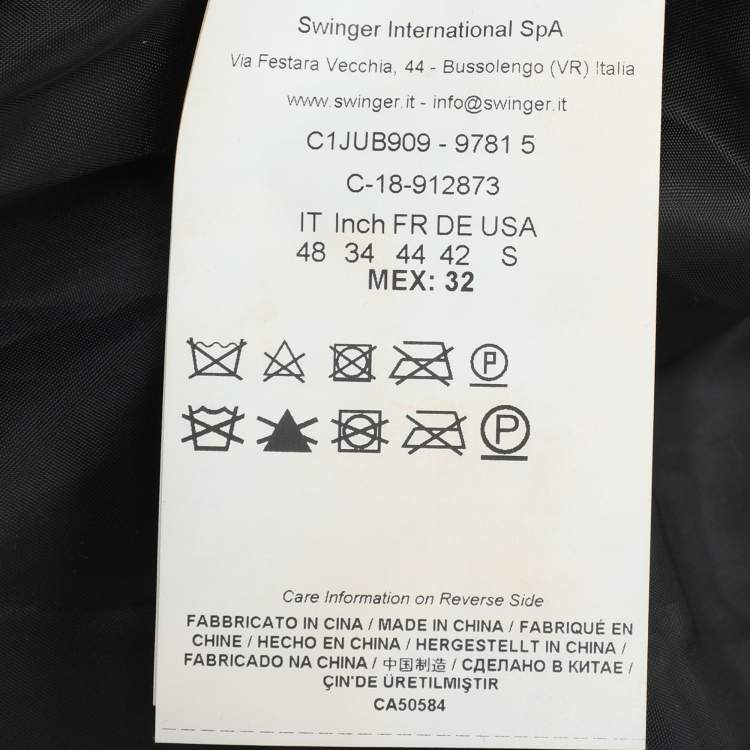 Swinger International SpA
Via Festara Vecchia, 44 - Bussolengo (VR) Italia
www.swinger.it - info@swinger.it
C1JUB909 - 9781 5
C-18-912873
IT Inch FR DE USA
48 34 44 42 S
MEX: 32
P
P
Care Information on Reverse Side
FABBRICATO IN CINA / MADE IN CHINA / FABRIQUÉ EN
CHINE / HECHO EN CHINA / HERGESTELLT IN CHINA /
FABRICADO NA CHINA / 中国制造 / СДЕЛАНО В КИТАЕ /
ÇIN'DE ÜRETILMIŞTIR
CA50584